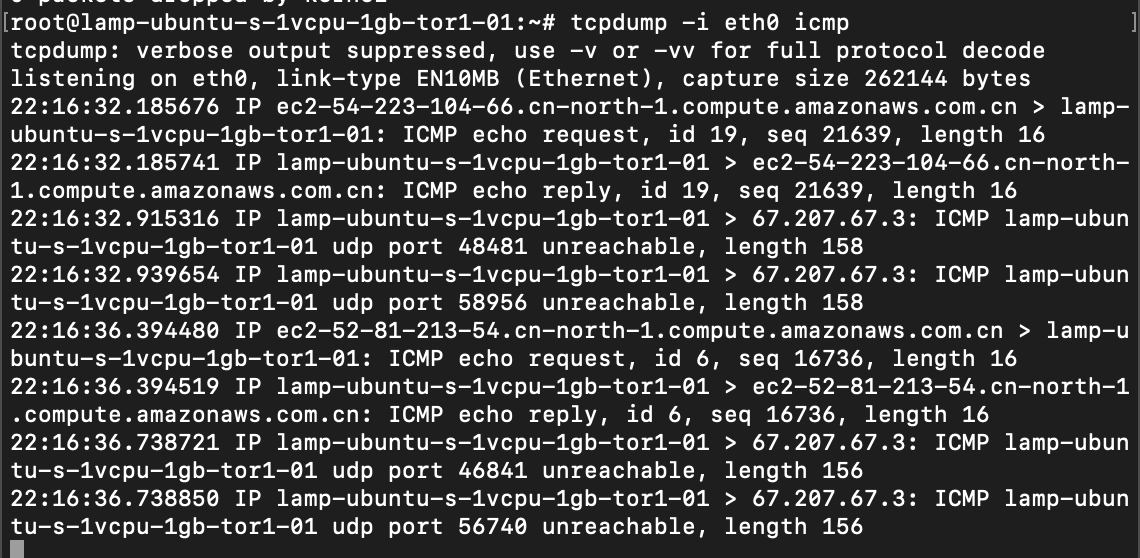 [root@lamp-ubuntu-s-1vcpu-1gb-tor1-01:~# tcpdump -i eth0 icmp ]
tcpdump: verbose output suppressed, use -v or -vv for full protocol decode
listening on eth0, link-type EN10MB (Ethernet), capture size 262144 bytes
22:16:32.185676 IP ec2-54-223-104-66.cn-north-1.compute.amazonaws.com.cn > lamp-
ubuntu-s-1vcpu-1gb-tor1-01: ICMP echo request, id 19, seq 21639, length 16
22:16:32.185741 IP lamp-ubuntu-s-1vcpu-1gb-tor1-01 > ec2-54-223-104-66.cn-north-
1.compute.amazonaws.com.cn: ICMP echo reply, id 19, seq 21639, length 16
22:16:32.915316 IP lamp-ubuntu-s-1vcpu-1gb-tor1-01 > 67.207.67.3: ICMP lamp-ubun
tu-s-1vcpu-1gb-tor1-01 udp port 48481 unreachable, length 158
22:16:32.939654 IP lamp-ubuntu-s-1vcpu-1gb-tor1-01 > 67.207.67.3: ICMP lamp-ubun
tu-s-1vcpu-1gb-tor1-01 udp port 58956 unreachable, length 158
22:16:36.394480 IP ec2-52-81-213-54.cn-north-1.compute.amazonaws.com.cn > lamp-u
buntu-s-1vcpu-1gb-tor1-01: ICMP echo request, id 6, seq 16736, length 16
22:16:36.394519 IP lamp-ubuntu-s-1vcpu-1gb-tor1-01 > ec2-52-81-213-54.cn-north-1
.compute.amazonaws.com.cn: ICMP echo reply, id 6, seq 16736, length 16
22:16:36.738721 IP lamp-ubuntu-s-1vcpu-1gb-tor1-01 > 67.207.67.3: ICMP lamp-ubun
tu-s-1vcpu-1gb-tor1-01 udp port 46841 unreachable, length 156
22:16:36.738850 IP lamp-ubuntu-s-1vcpu-1gb-tor1-01 > 67.207.67.3: ICMP lamp-ubun
tu-s-1vcpu-1gb-tor1-01 udp port 56740 unreachable, length 156